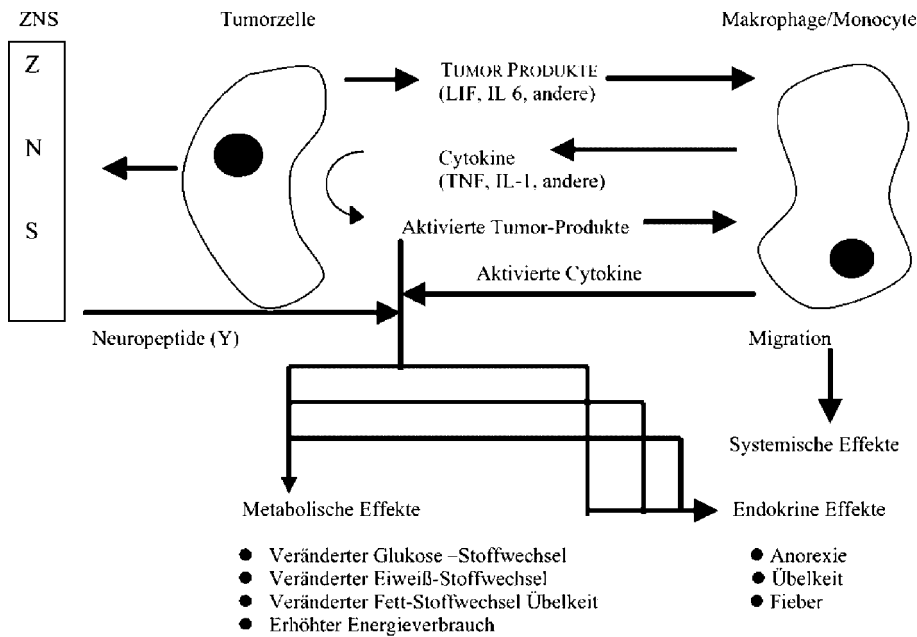 ZNS Tumorzelle Makrophage/Monocyte
Z
N
S
TUMOR PRODUKTE
(LIF, IL 6, andere)
Cytokine
(TNF, IL-1, andere)
Aktivierte Tumor-Produkte
Aktivierte Cytokine
Neuropeptide (Y)
Migration
Systemische Effekte
Metabolische Effekte
Endokrine Effekte
Veränderter Glukose –Stoffwechsel
Veränderter Eiweiß-Stoffwechsel
Veränderter Fett-Stoffwechsel Übelkeit
Erhöhter Energieverbrauch
Anorexie
Übelkeit
Fieber